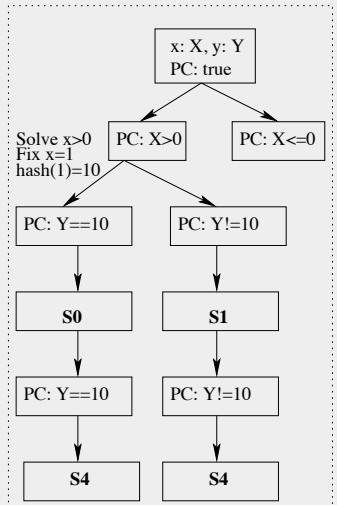 x: X, y: Y
PC: true
PC: X>0
PC: X<=0
Solve x>0
Fix x=1
hash(1)=10
PC: Y==10
PC: Y!=10
S0
S1
PC: Y==10
PC: Y!=10
S4
S4